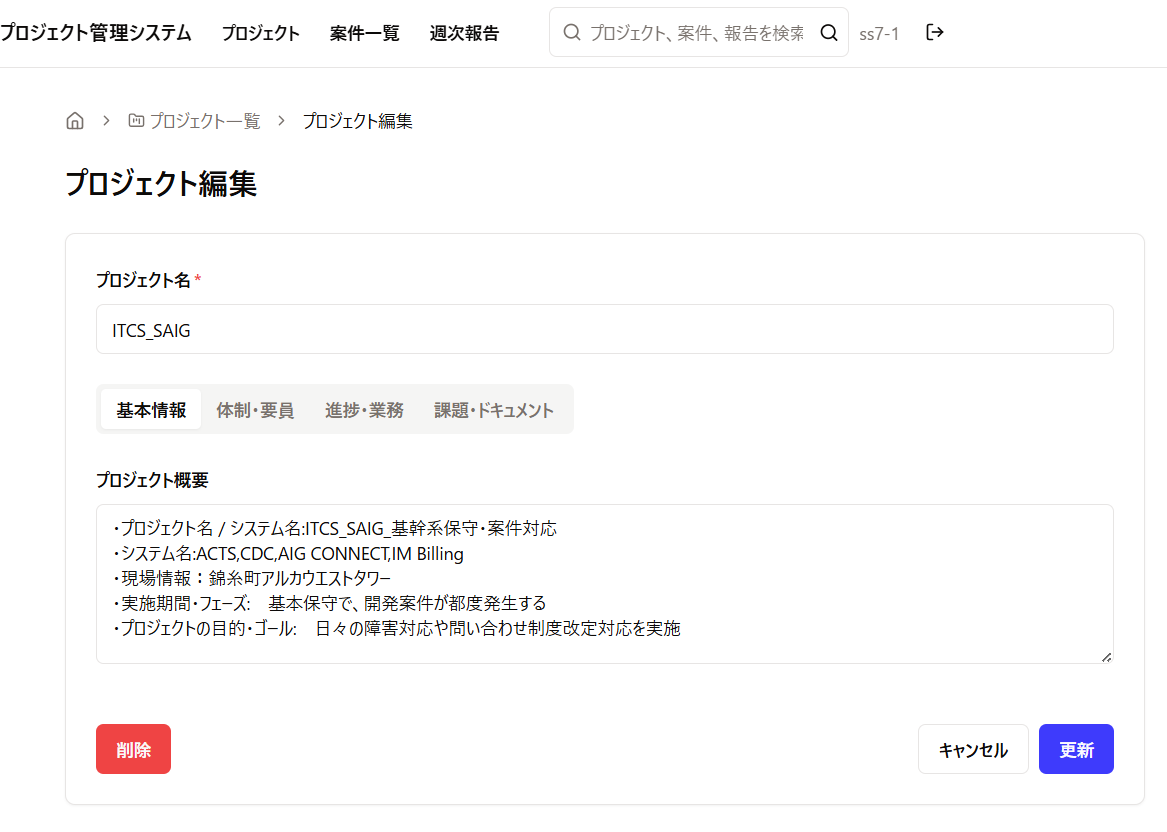 プロジェクト管理システム プロジェクト 案件一覧 週次報告 プロジェクト、案件、報告を検索 ss7-1
プロジェクト一覧 プロジェクト編集
プロジェクト編集
プロジェクト名*
ITCS_SAIG
基本情報 体制・要員 進捗・業務 課題・ドキュメント
プロジェクト概要
・プロジェクト名 / システム名:ITCS_SAIG_基幹系保守・案件対応
・システム名:ACTS,CDC,AIG CONNECT,IM Billing
・現場情報：錦糸町アルカウエストタワー
・実施期間・フェーズ:　基本保守で、開発案件が都度発生する
・プロジェクトの目的・ゴール:　日々の障害対応や問い合わせ制度改定対応を実施
削除 キャンセル 更新